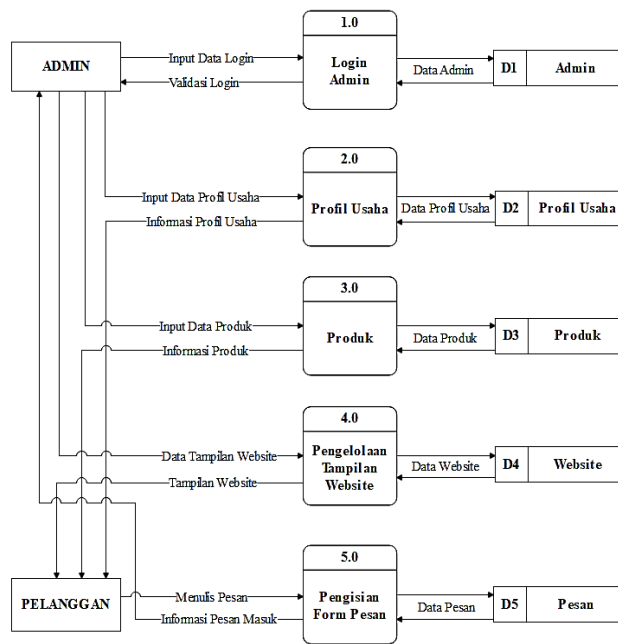 1.0
ADMIN
Input Data Login
Validasi Login
Login
Admin
Data Admin
D1
Admin
2.0
Input Data Profil Usaha
Informasi Profil Usaha
Profil Usaha
Data Profil Usaha
D2
Profil Usaha
3.0
Input Data Produk
Informasi Produk
Produk
Data Produk
D3
Produk
4.0
Data Tampilan Website
Tampilan Website
Pengelolaan
Tampilan
Website
Data Website
D4
Website
5.0
PELANGGAN
Menulis Pesan
Informasi Pesan Masuk
Pengisian
Form Pesan
Data Pesan
D5
Pesan